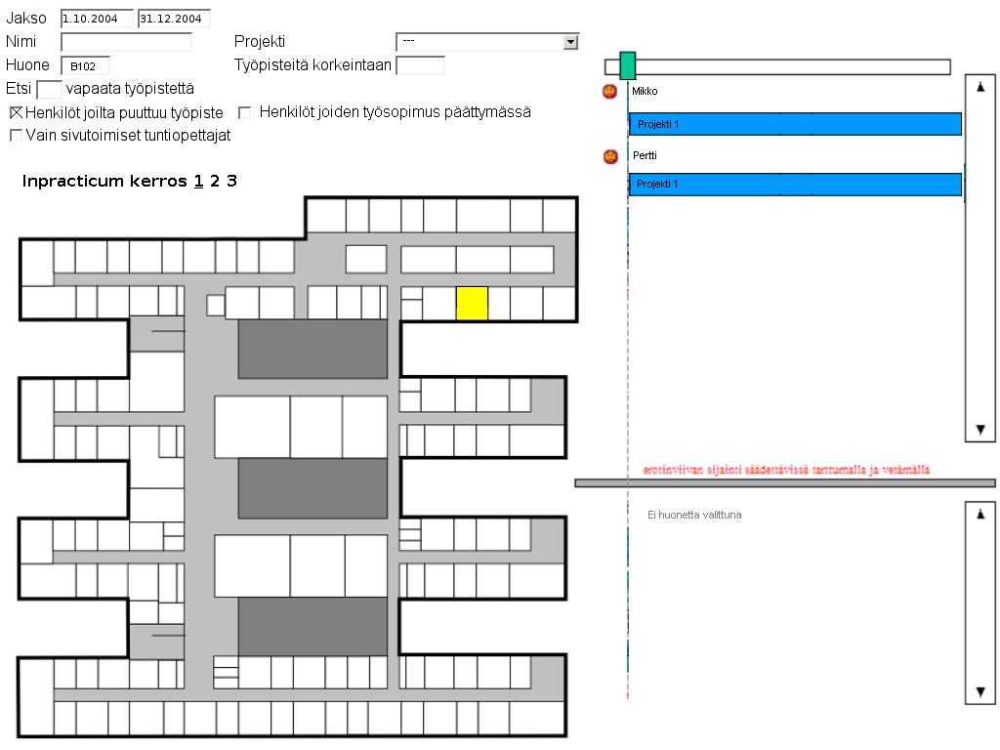 Jakso 1.10.2004 31.12.2004
Nimi
Projekti ---
Huone B102
Työpisteitä korkeintaan
Etsi vapaata työpistettä
Henkilöt joilta puuttuu työpiste
Henkilöt joiden työsopimus päättymässä
Vain sivutoimiset tuntiopettajat
Inpracticum kerros 1 2 3
Mikko
Projekti 1
Pertti
Projekti 1
erotinviivan sijainti säädettävissä tarttumalla ja vetämällä
Ei huonetta valittuna